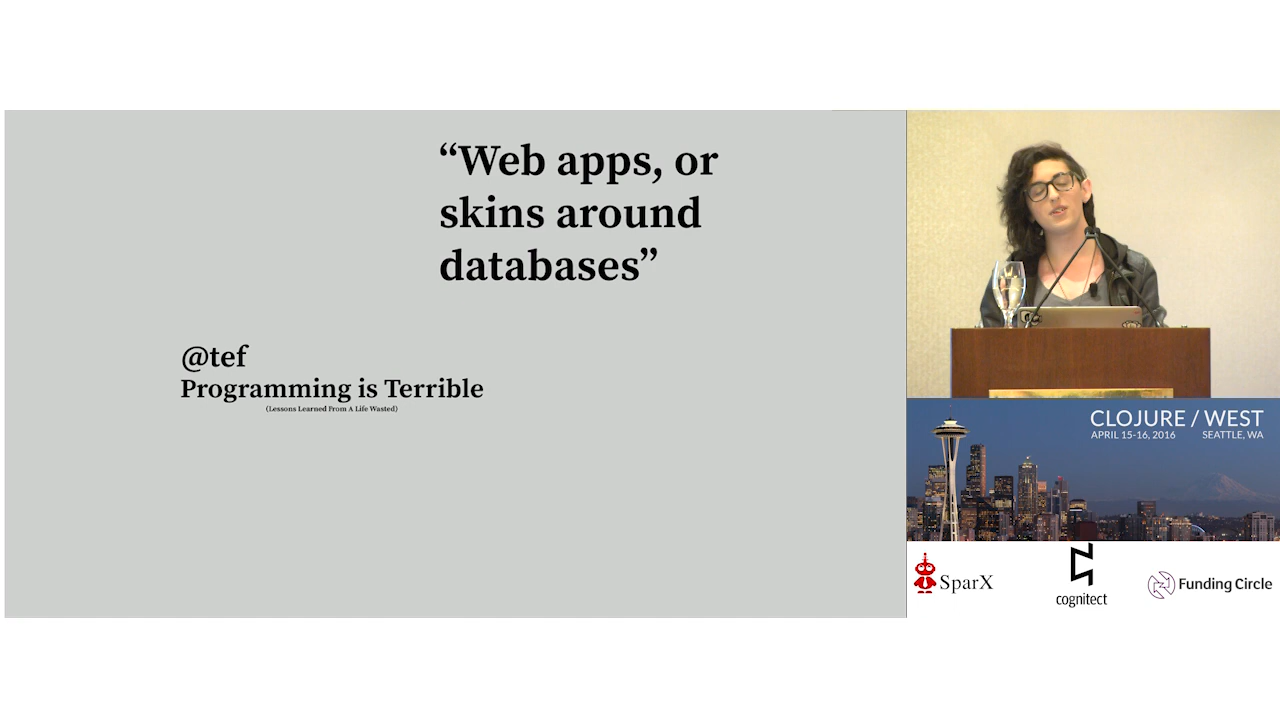 “Web apps, or
skins around
databases”
@tef
Programming is Terrible
(Lessons Learned From A Life Wasted)
CLOJURE / WEST
APRIL 15-16, 2016 SEATTLE, WA
SparX
cognitect
Funding Circle